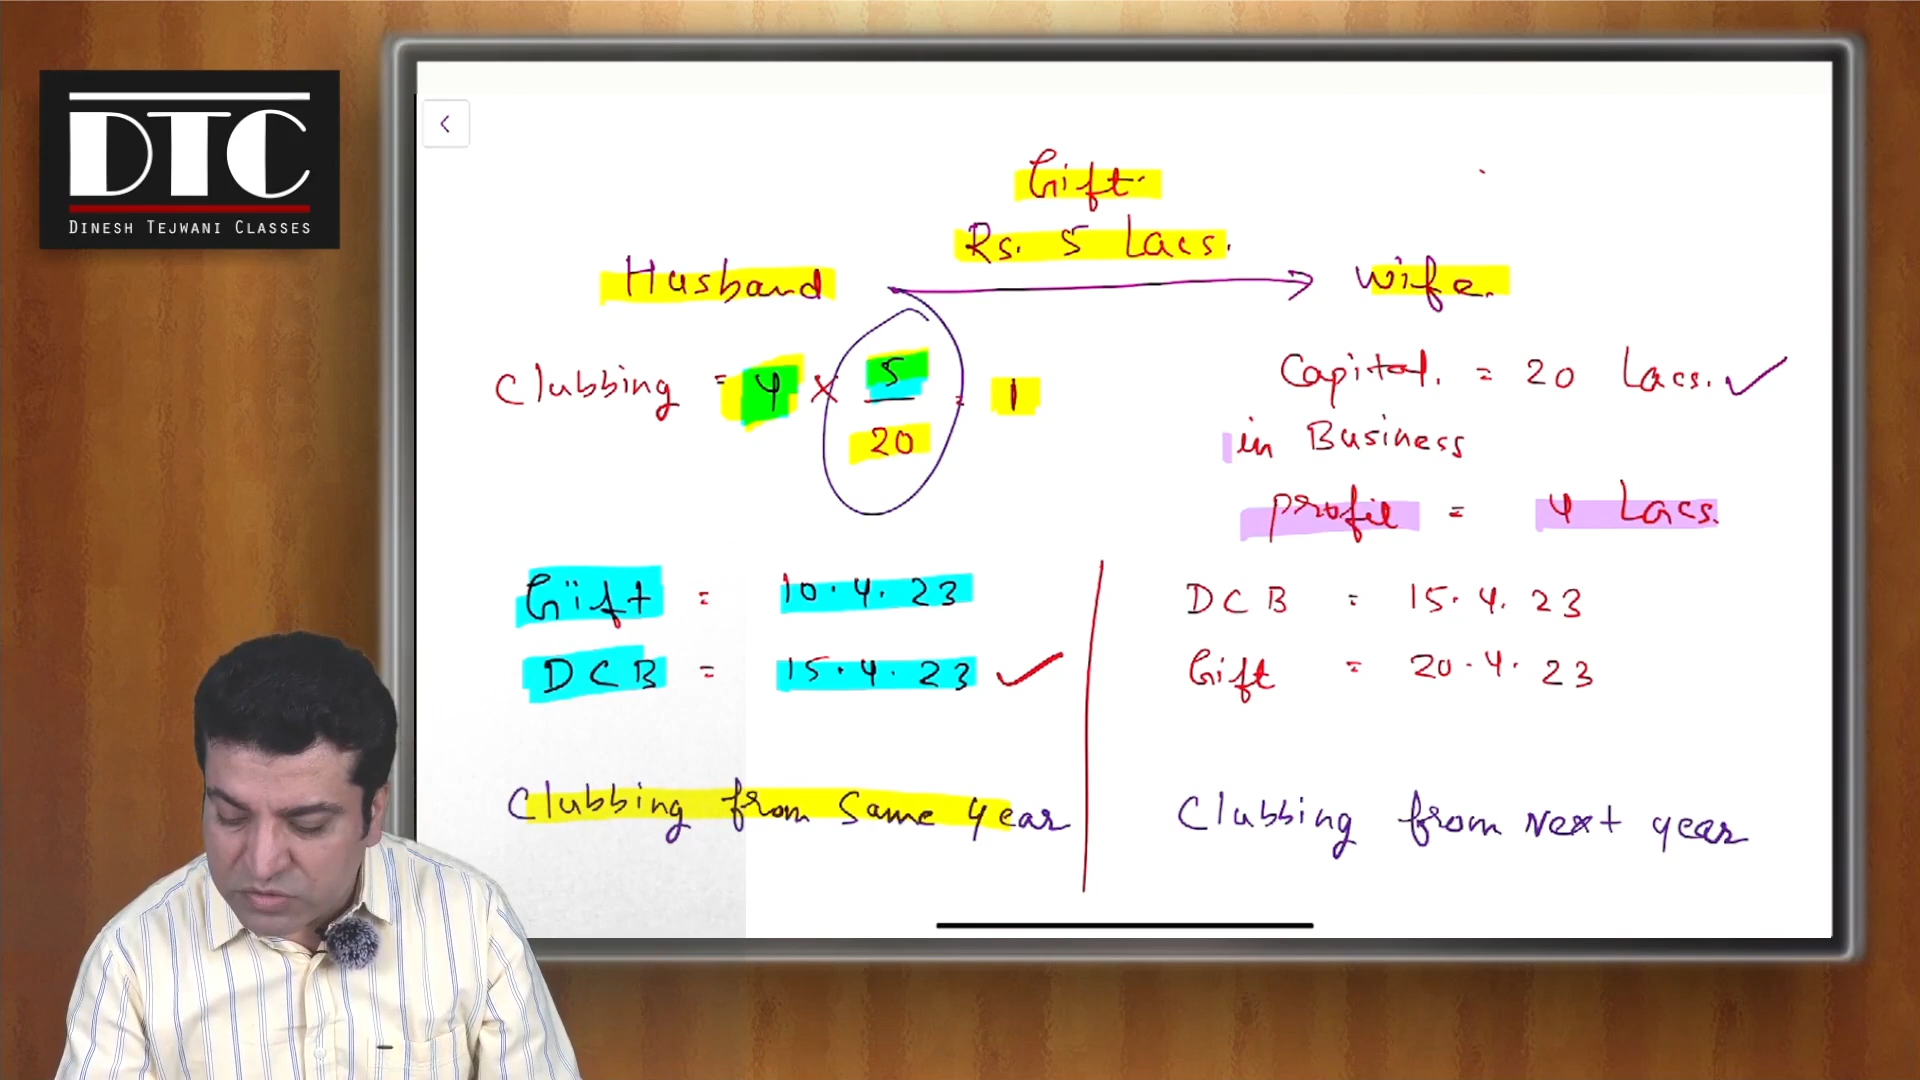 DTC
DINESH TEJWANI CLASSES
Gift.
Rs. 5 Lacs.
Husband
Wife.
Clubbing = 4 × 5/20 = 1
Capital. = 20 Lacs.
in Business
Profit = 4 Lacs.
Gift = 10.4.23
DCB = 15.4.23
DCB = 15.4.23
Gift = 20.4.23
Clubbing from Same year
Clubbing from Next year